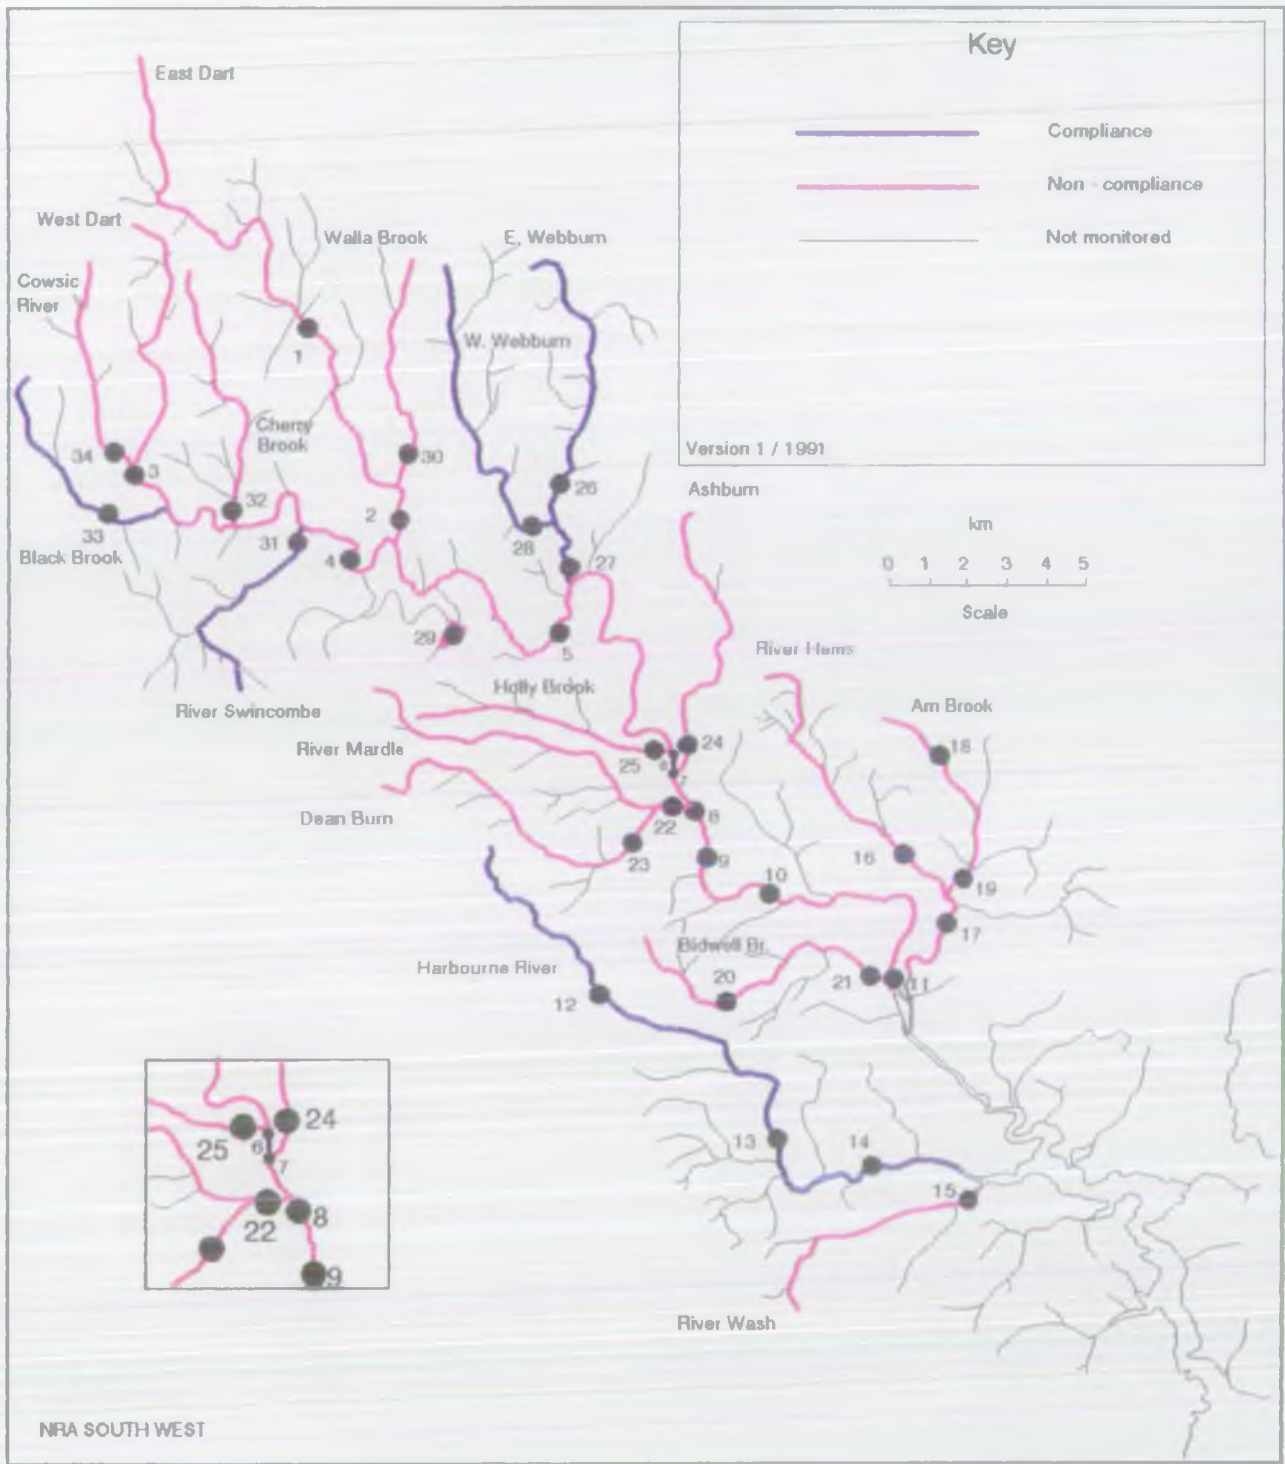 Key
Compliance
Non - compliance
Not monitored
Version 1 / 1991
East Dart
West Dart
Walla Brook
E. Webburn
Cowsic
River
W. Webburn
1
Cherry
Brook
34
3
30
32
26
33
2
Black Brook
31
28
4
27
Ashburn
km
0 1 2 3 4 5
Scale
29
5
River Hems
Holly Brook
River Swincombe
Am Brook
River Mardle
24
18
25
6
7
Dean Burn
22
8
23
9
16
10
19
17
Bidwell Br.
Harbourne River
20
21
11
12
24
25
6
7
22
8
9
13
14
15
River Wash
NRA SOUTH WEST